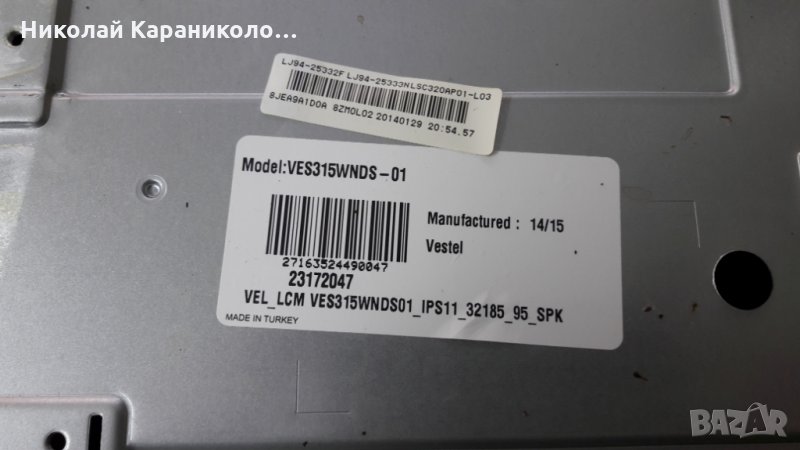 Николай Караниколо...
LJ94-25332F LJ94-25333NLSC320AP01-L03
8JEA9A1D0A 8ZM0L02 20140129 20:54.57
Model:VES315WNDS-01
Manufactured : 14/15
Vestel
27163524490047
23172047
VEL_LCM VES315WNDS01_IPS11_32185_95_SPK
MADE IN TURKEY
BAZAR